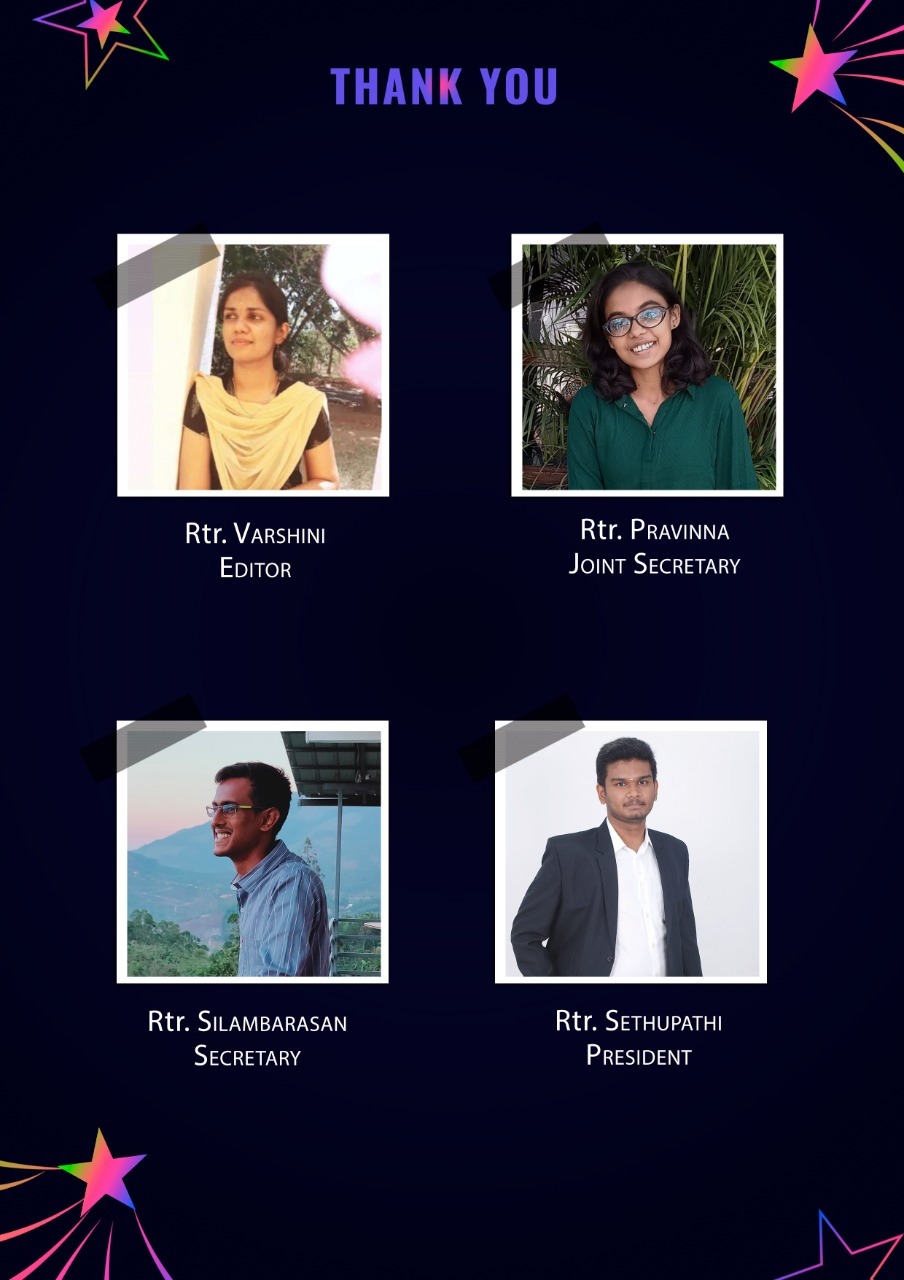 THANK YOU
Rtr. Varshini
Editor
Rtr. Pravinna
Joint Secretary
Rtr. Silambarasan
Secretary
Rtr. Sethupathi
President